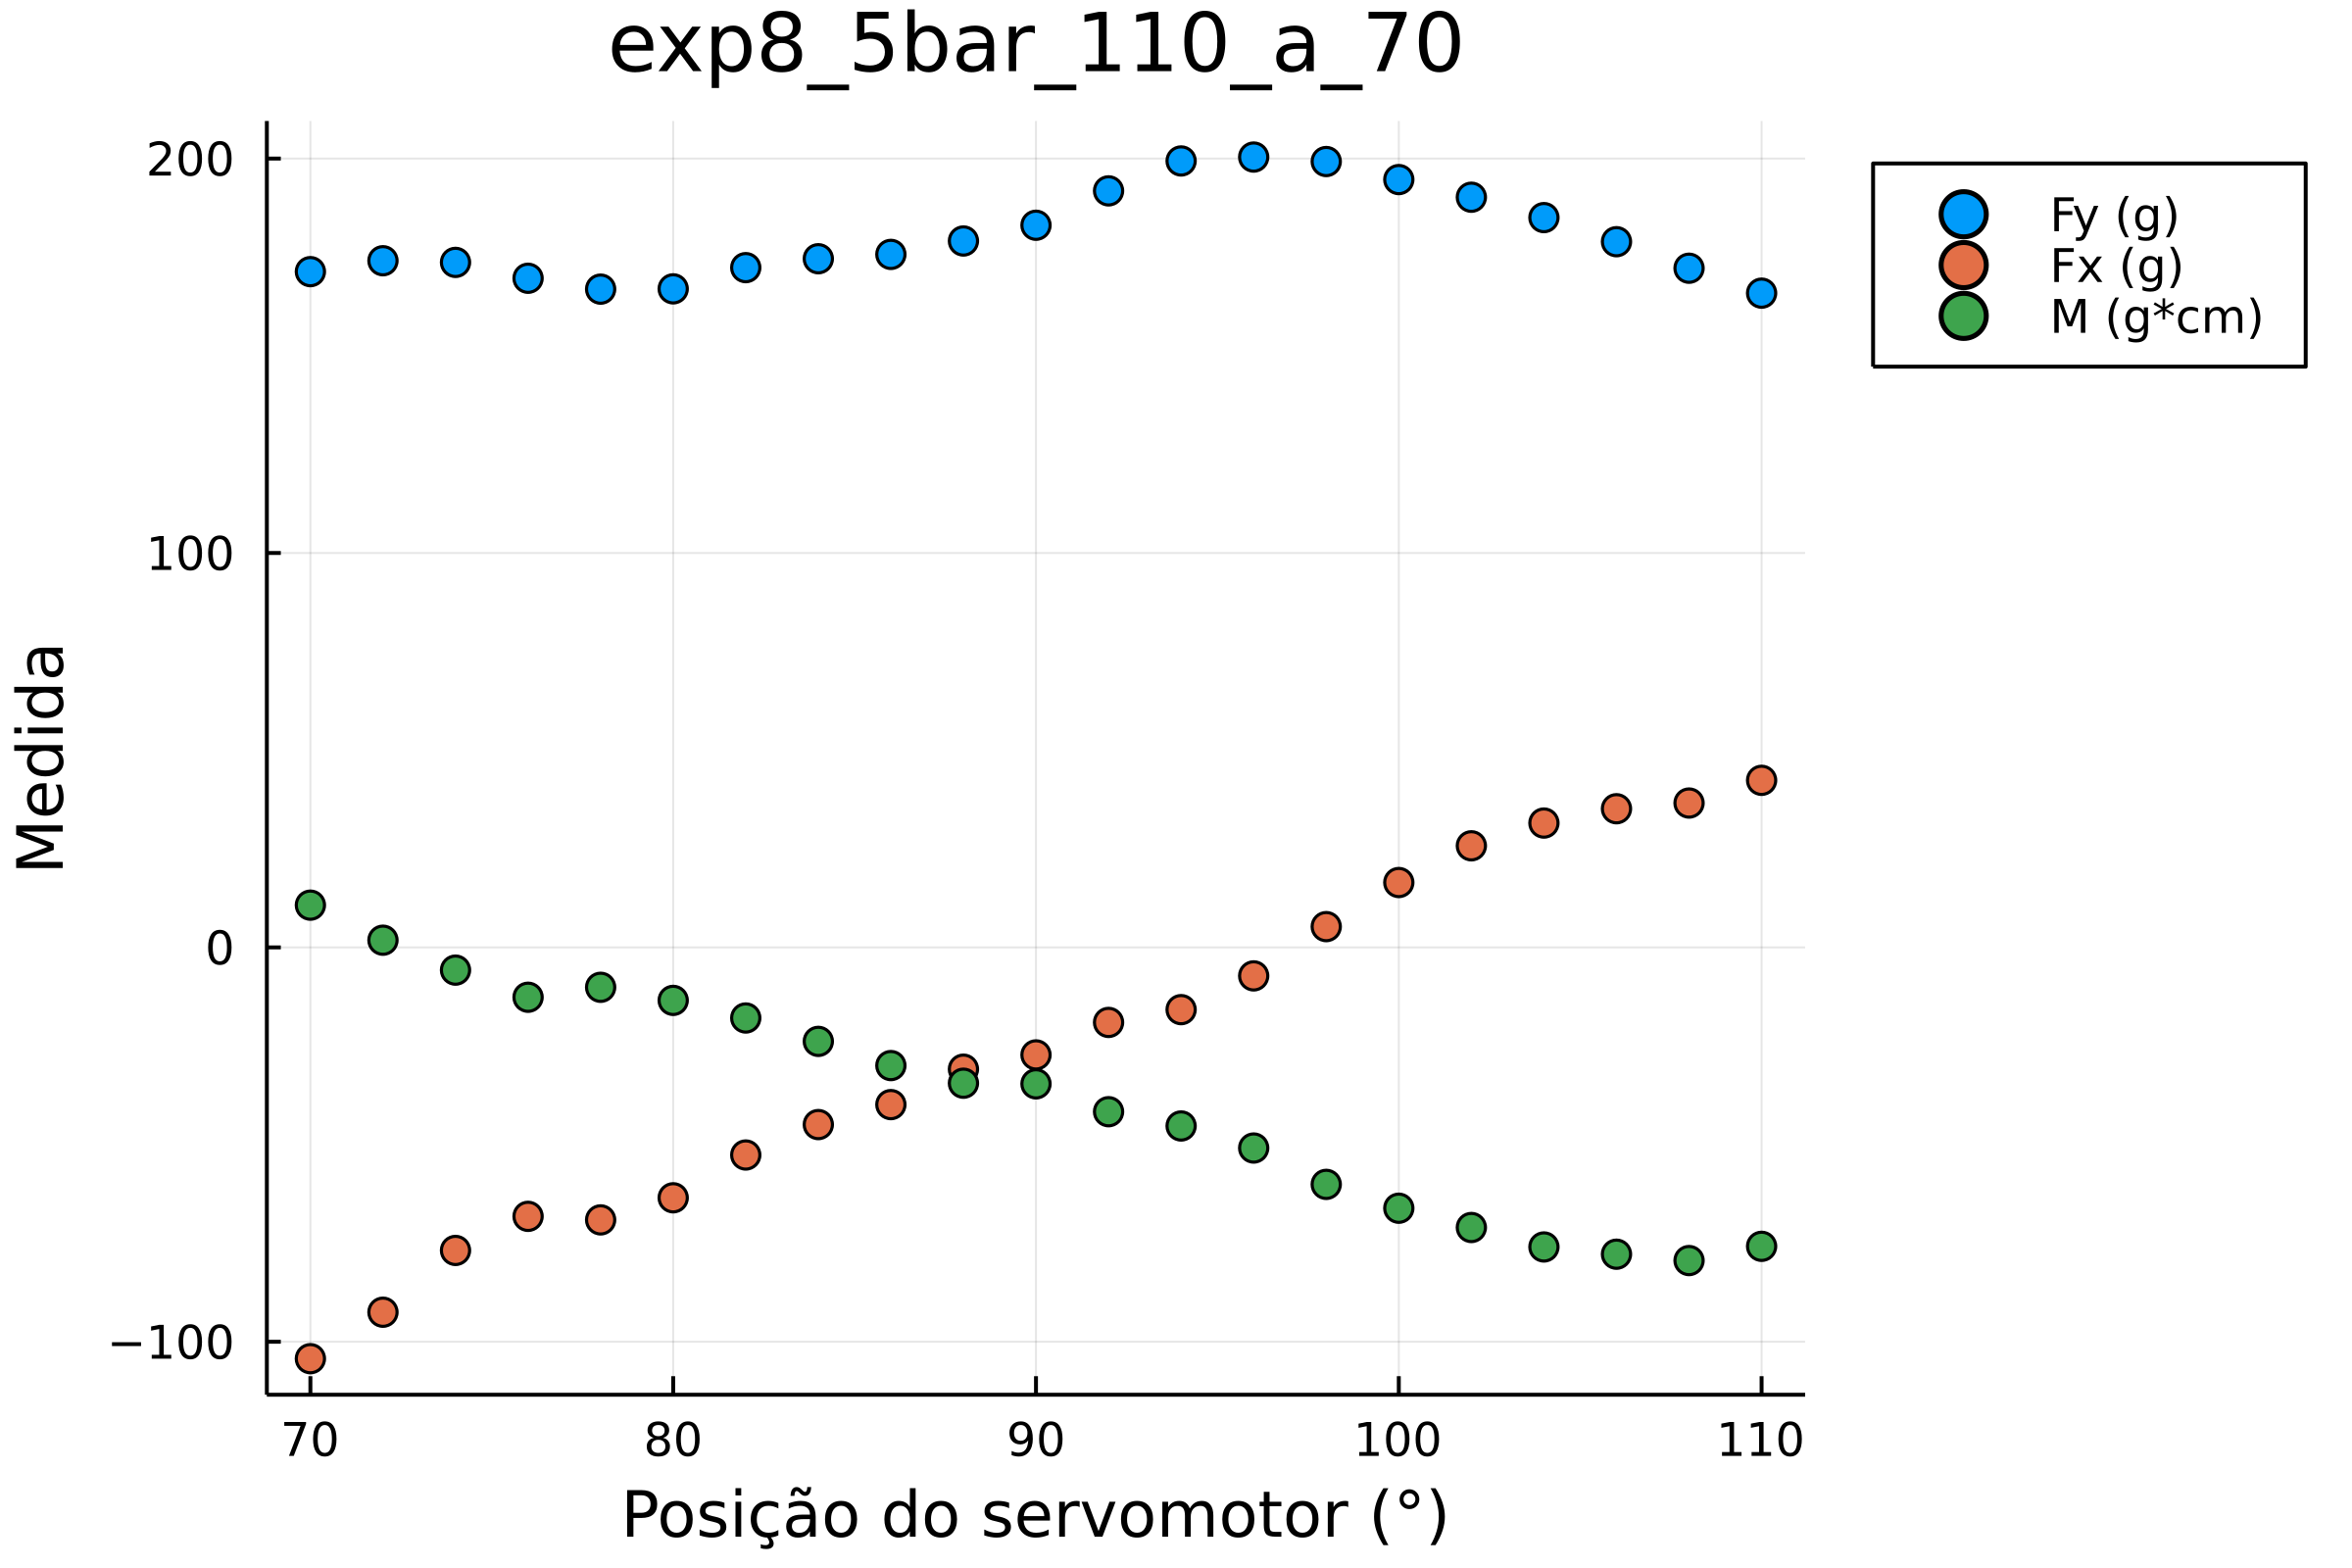 exp8_5bar_110_a_70
Fy (g)
Fx (g)
M (g*cm)
Medida
200
100
0
−100
70 80 90 100 110
Posição do servomotor (°)